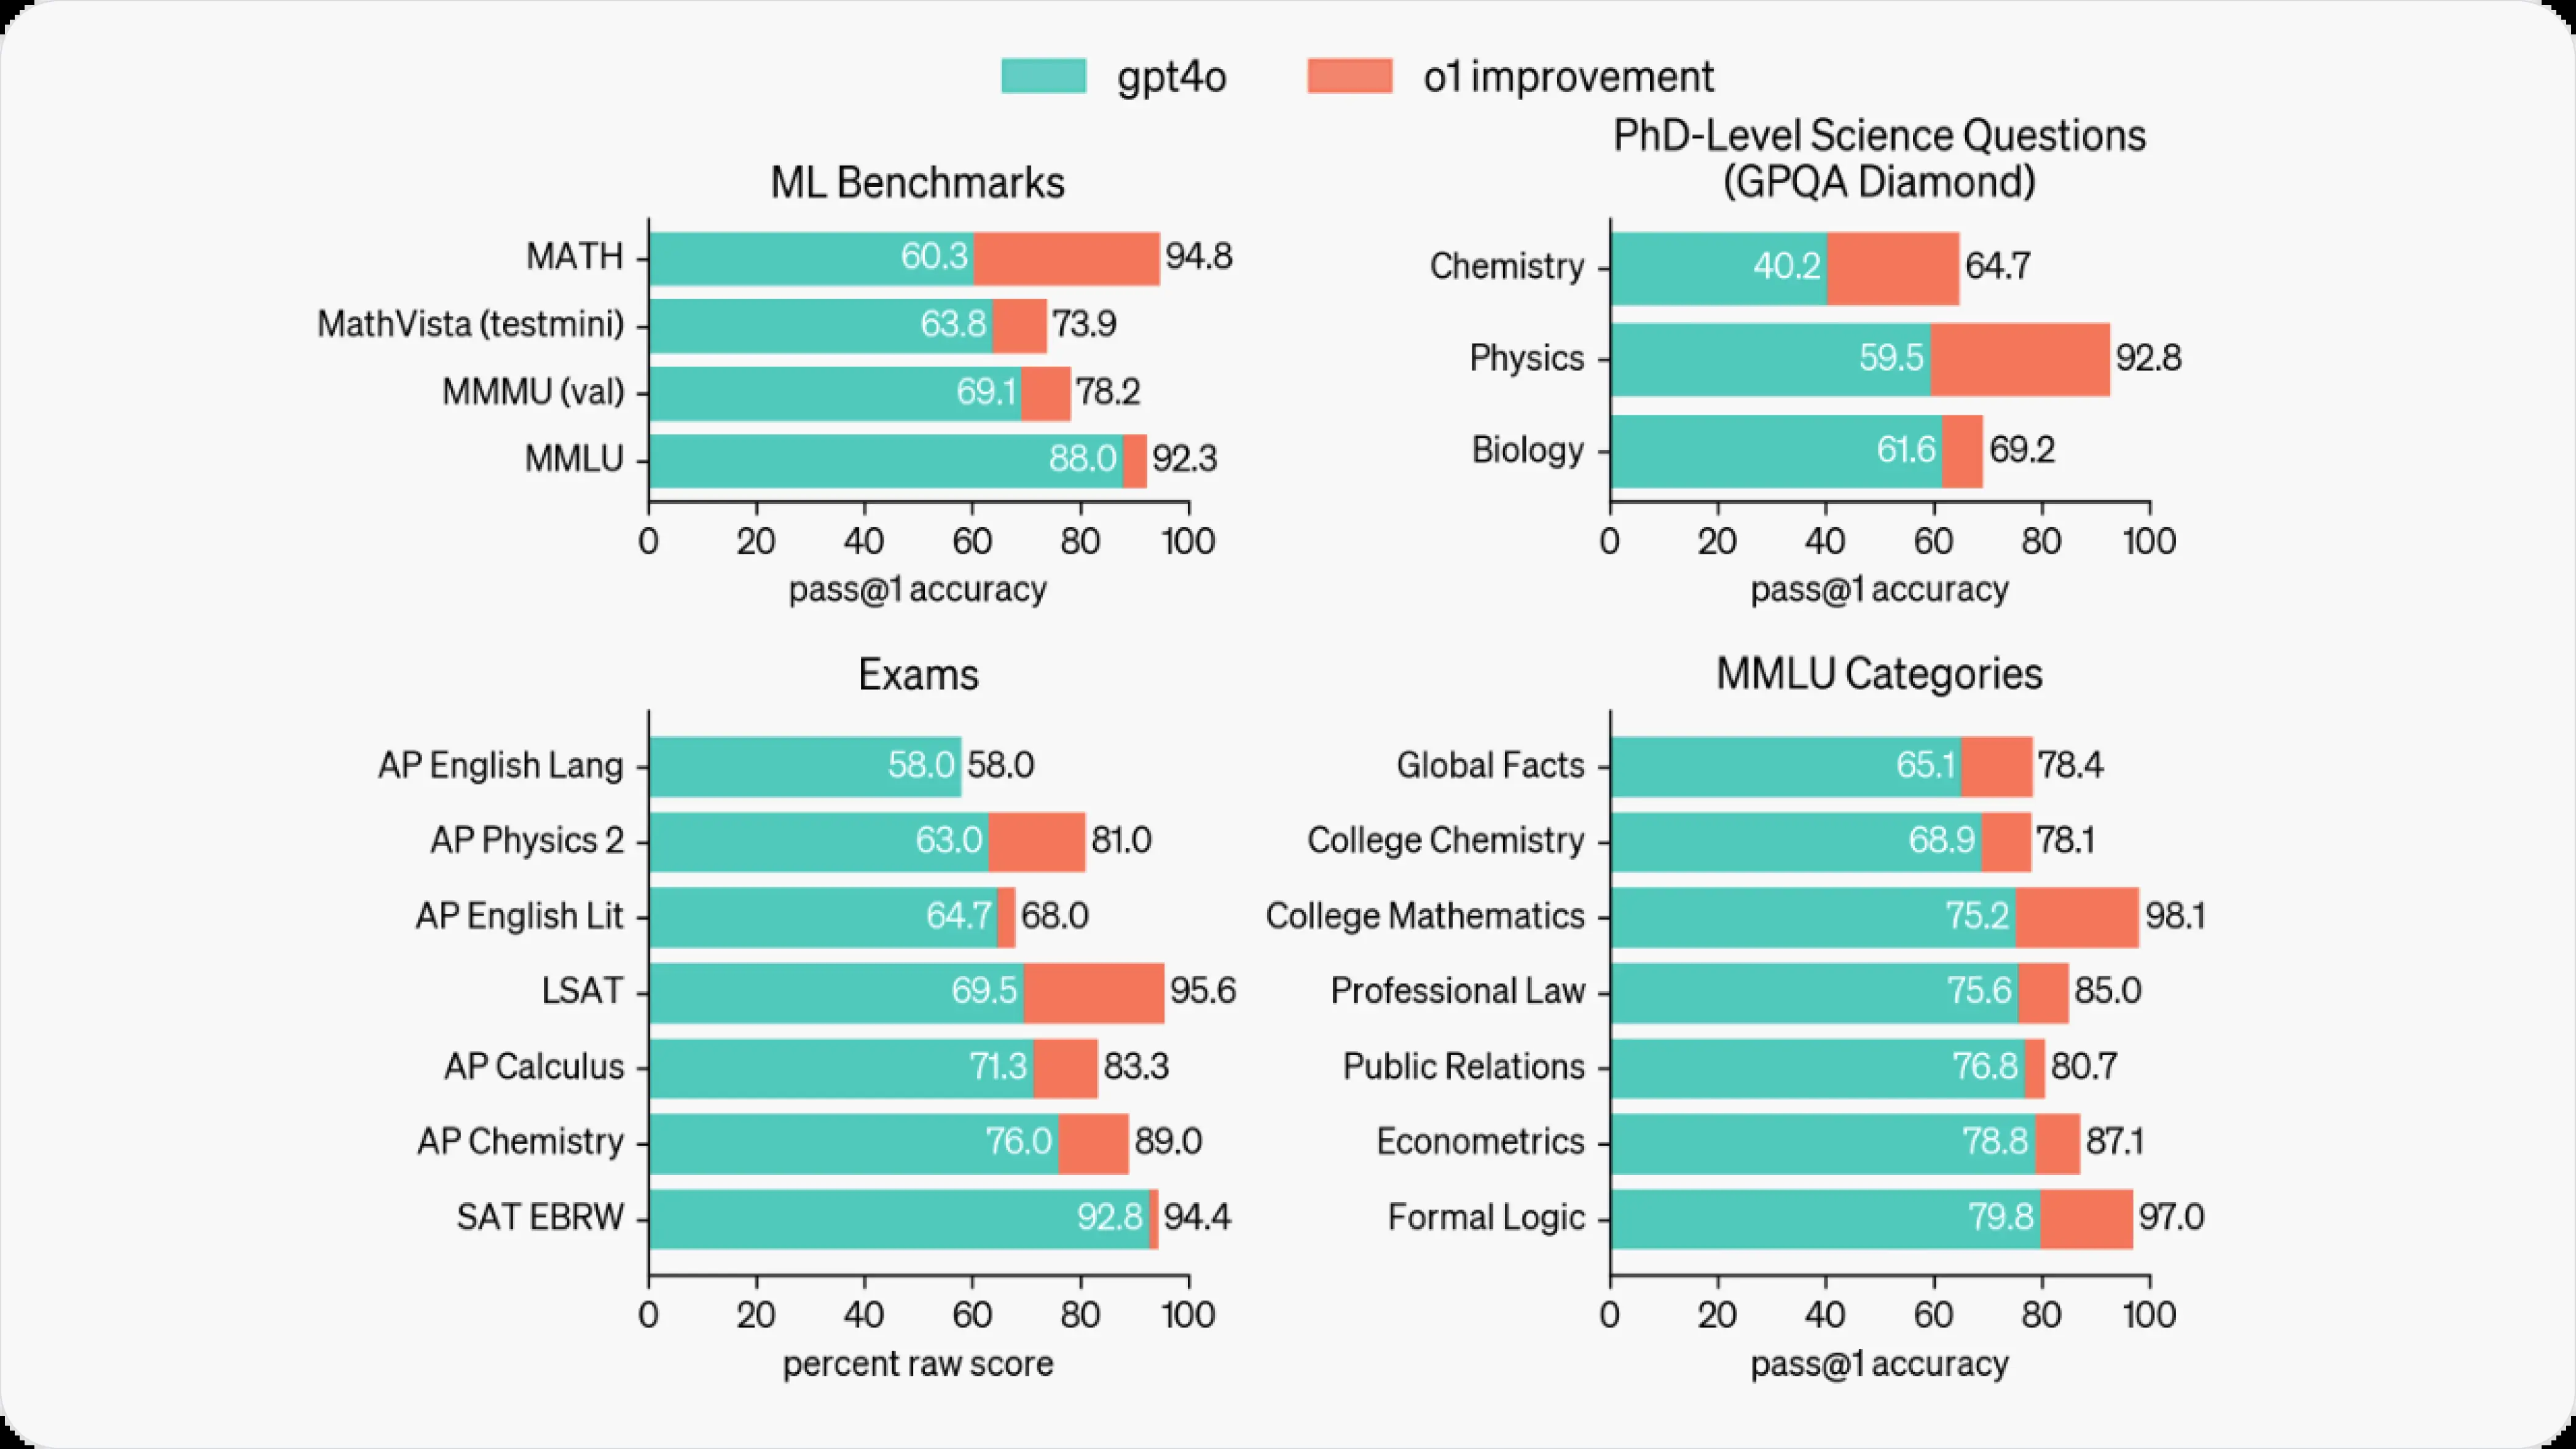 gpt4o
o1 improvement
ML Benchmarks
MATH 60.3 94.8
MathVista (testmini) 63.8 73.9
MMMU (val) 69.1 78.2
MMLU 88.0 92.3
0 20 40 60 80 100
pass@1 accuracy
PhD-Level Science Questions
(GPQA Diamond)
Chemistry 40.2 64.7
Physics 59.5 92.8
Biology 61.6 69.2
0 20 40 60 80 100
pass@1 accuracy
Exams
AP English Lang 58.0 58.0
AP Physics 2 63.0 81.0
AP English Lit 64.7 68.0
LSAT 69.5 95.6
AP Calculus 71.3 83.3
AP Chemistry 76.0 89.0
SAT EBRW 92.8 94.4
0 20 40 60 80 100
percent raw score
MMLU Categories
Global Facts 65.1 78.4
College Chemistry 68.9 78.1
College Mathematics 75.2 98.1
Professional Law 75.6 85.0
Public Relations 76.8 80.7
Econometrics 78.8 87.1
Formal Logic 79.8 97.0
0 20 40 60 80 100
pass@1 accuracy